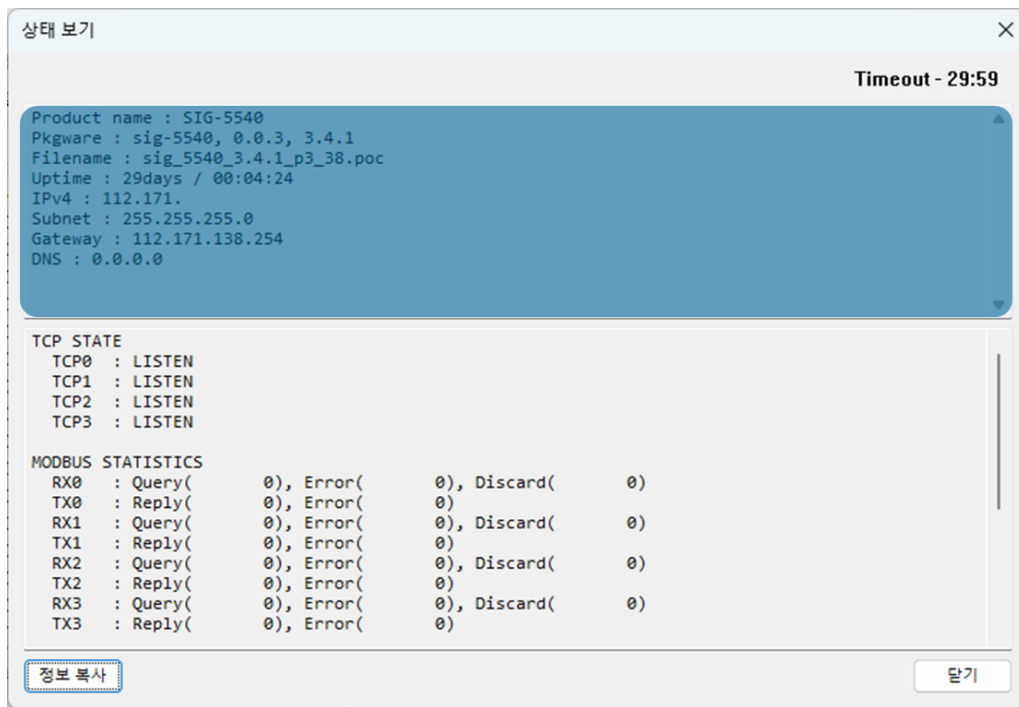 상태 보기
Timeout - 29:59
Product name : SIG-5540
Pkgware : sig-5540, 0.0.3, 3.4.1
Filename : sig_5540_3.4.1_p3_38.poc
Uptime : 29days / 00:04:24
IPv4 : 112.171.
Subnet : 255.255.255.0
Gateway : 112.171.138.254
DNS : 0.0.0.0
TCP STATE
TCP0 : LISTEN
TCP1 : LISTEN
TCP2 : LISTEN
TCP3 : LISTEN
MODBUS STATISTICS
RX0 : Query( 0), Error( 0), Discard( 0)
TX0 : Reply( 0), Error( 0)
RX1 : Query( 0), Error( 0), Discard( 0)
TX1 : Reply( 0), Error( 0)
RX2 : Query( 0), Error( 0), Discard( 0)
TX2 : Reply( 0), Error( 0)
RX3 : Query( 0), Error( 0), Discard( 0)
TX3 : Reply( 0), Error( 0)
정보 복사
닫기